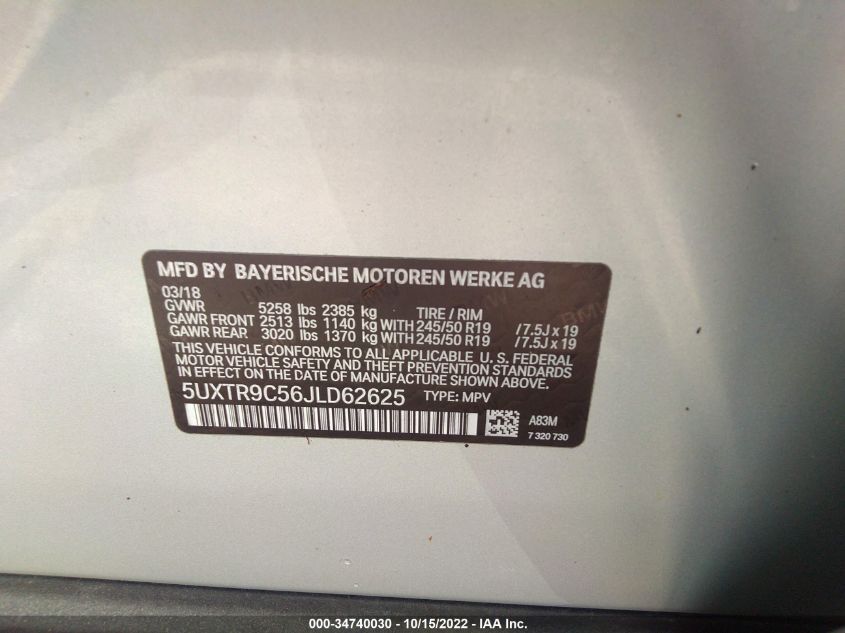 MFD BY BAYERISCHE MOTOREN WERKE AG
03/18
GVWR 5258 lbs 2385 kg TIRE / RIM
GAWR FRONT 2513 lbs 1140 kg WITH 245/50 R19 / 7.5J x 19
GAWR REAR 3020 lbs 1370 kg WITH 245/50 R19 / 7.5J x 19
THIS VEHICLE CONFORMS TO ALL APPLICABLE U. S. FEDERAL
MOTOR VEHICLE SAFETY AND THEFT PREVENTION STANDARDS
IN EFFECT ON THE DATE OF MANUFACTURE SHOWN ABOVE.
5UXTR9C56JLD62625 TYPE: MPV
A83M
7 320 730
000-34740030 - 10/15/2022 - IAA Inc.